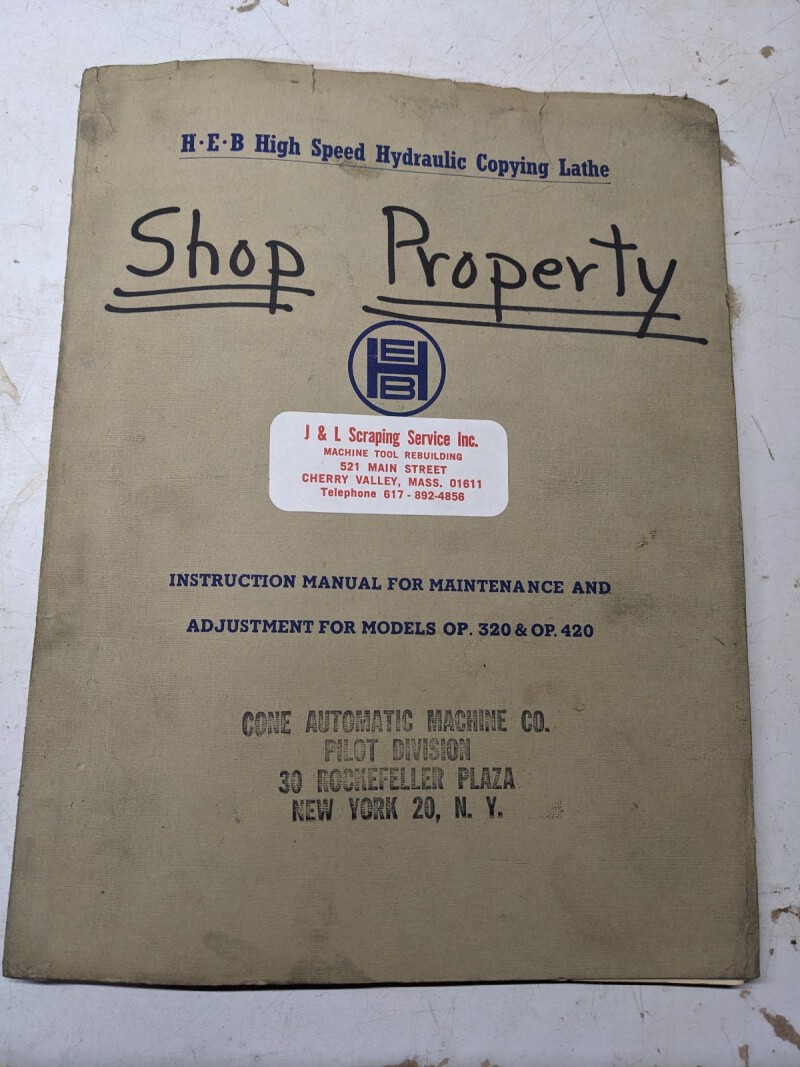 H·E·B High Speed Hydraulic Copying Lathe
Shop Property
HEB
J & L Scraping Service Inc.
MACHINE TOOL REBUILDING
521 MAIN STREET
CHERRY VALLEY, MASS. 01611
Telephone 617 - 892-4856
INSTRUCTION MANUAL FOR MAINTENANCE AND
ADJUSTMENT FOR MODELS OP. 320 & OP. 420
CONE AUTOMATIC MACHINE CO.
PILOT DIVISION
30 ROCKEFELLER PLAZA
NEW YORK 20, N. Y.